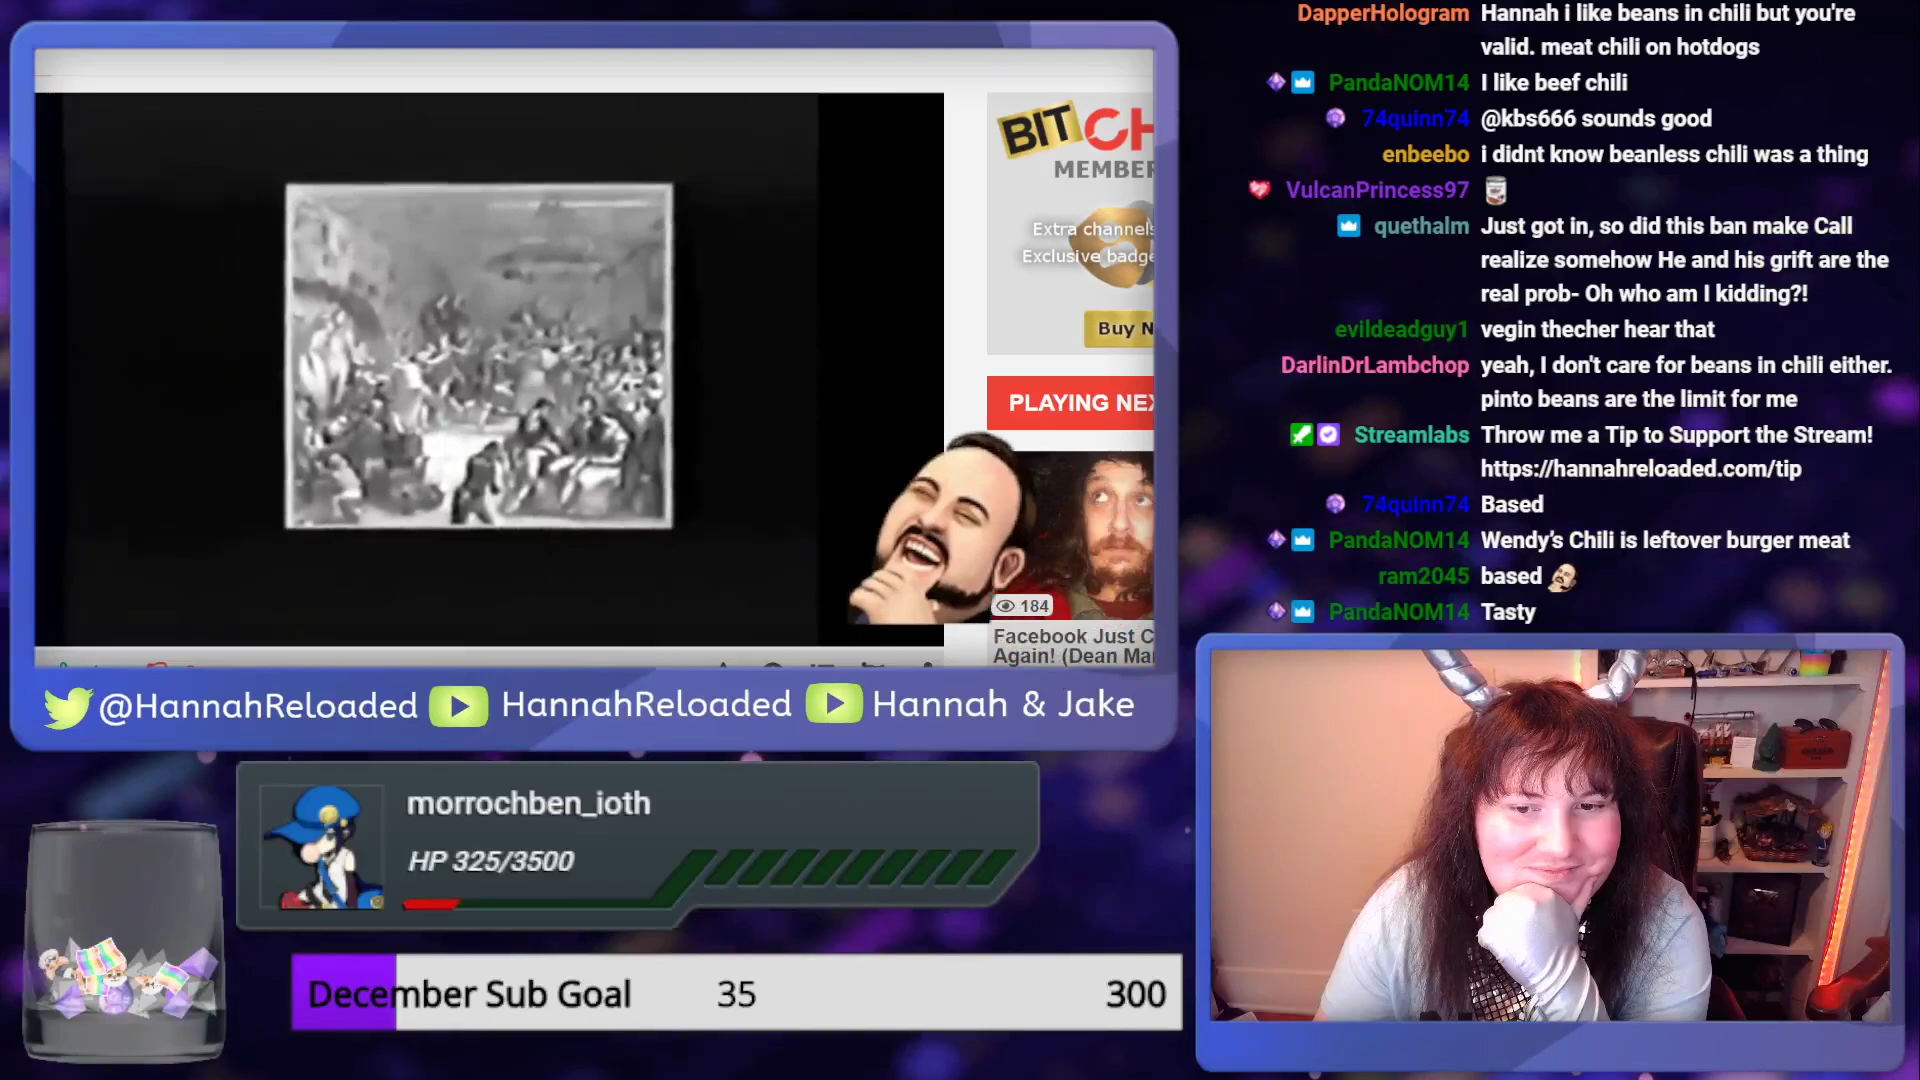 BIT CH
MEMBER
Extra channels
Exclusive badge
Buy N
PLAYING NEX
184
Facebook Just C
Again! (Dean Ma
@HannahReloaded HannahReloaded Hannah & Jake
morrochben_ioth
HP 325/3500
December Sub Goal 35 300
DapperHologram Hannah i like beans in chili but you're
valid. meat chili on hotdogs
PandaNOM14 I like beef chili
74quinn74 @kbs666 sounds good
enbeebo i didnt know beanless chili was a thing
VulcanPrincess97
quethalm Just got in, so did this ban make Call
realize somehow He and his grift are the
real prob- Oh who am I kidding?!
evildeadguy1 vegin thecher hear that
DarlinDrLambchop yeah, I don't care for beans in chili either.
pinto beans are the limit for me
Streamlabs Throw me a Tip to Support the Stream!
https://hannahreloaded.com/tip
74quinn74 Based
PandaNOM14 Wendy's Chili is leftover burger meat
ram2045 based
PandaNOM14 Tasty